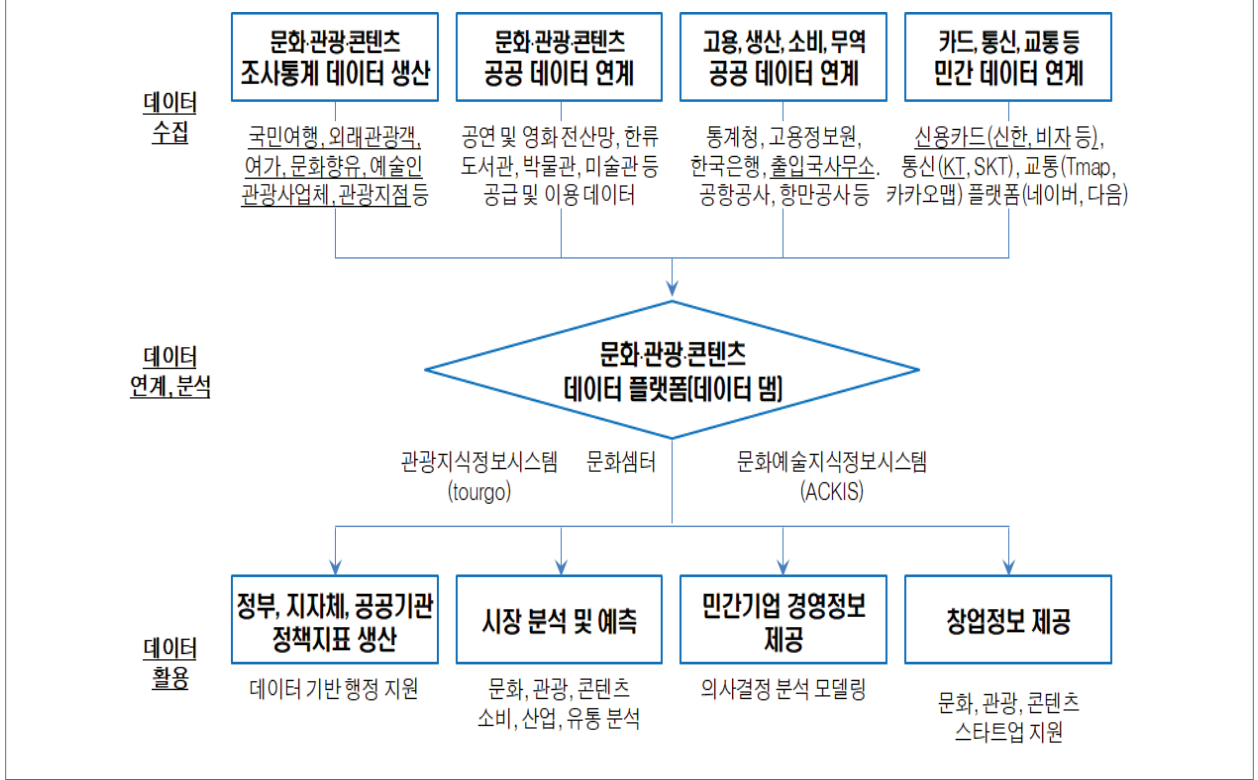 데이터
수집
문화·관광·콘텐츠
조사통계 데이터 생산
국민여행, 외래관광객,
여가, 문화향유, 예술인
관광사업체, 관광지점 등
문화·관광·콘텐츠
공공 데이터 연계
공연 및 영화 전산망, 한류
도서관, 박물관, 미술관 등
공급 및 이용 데이터
고용, 생산, 소비, 무역
공공 데이터 연계
통계청, 고용정보원,
한국은행, 출입국사무소.
공항공사, 항만공사 등
카드, 통신, 교통 등
민간 데이터 연계
신용카드(신한, 비자 등),
통신(KT, SKT), 교통(Tmap,
카카오맵) 플랫폼(네이버, 다음)
데이터
연계, 분석
문화·관광·콘텐츠
데이터 플랫폼(데이터 댐)
관광지식정보시스템
(tourgo)
문화셈터
문화예술지식정보시스템
(ACKIS)
데이터
활용
정부, 지자체, 공공기관
정책지표 생산
데이터 기반 행정 지원
시장 분석 및 예측
문화, 관광, 콘텐츠
소비, 산업, 유통 분석
민간기업 경영정보
제공
의사결정 분석 모델링
창업정보 제공
문화, 관광, 콘텐츠
스타트업 지원